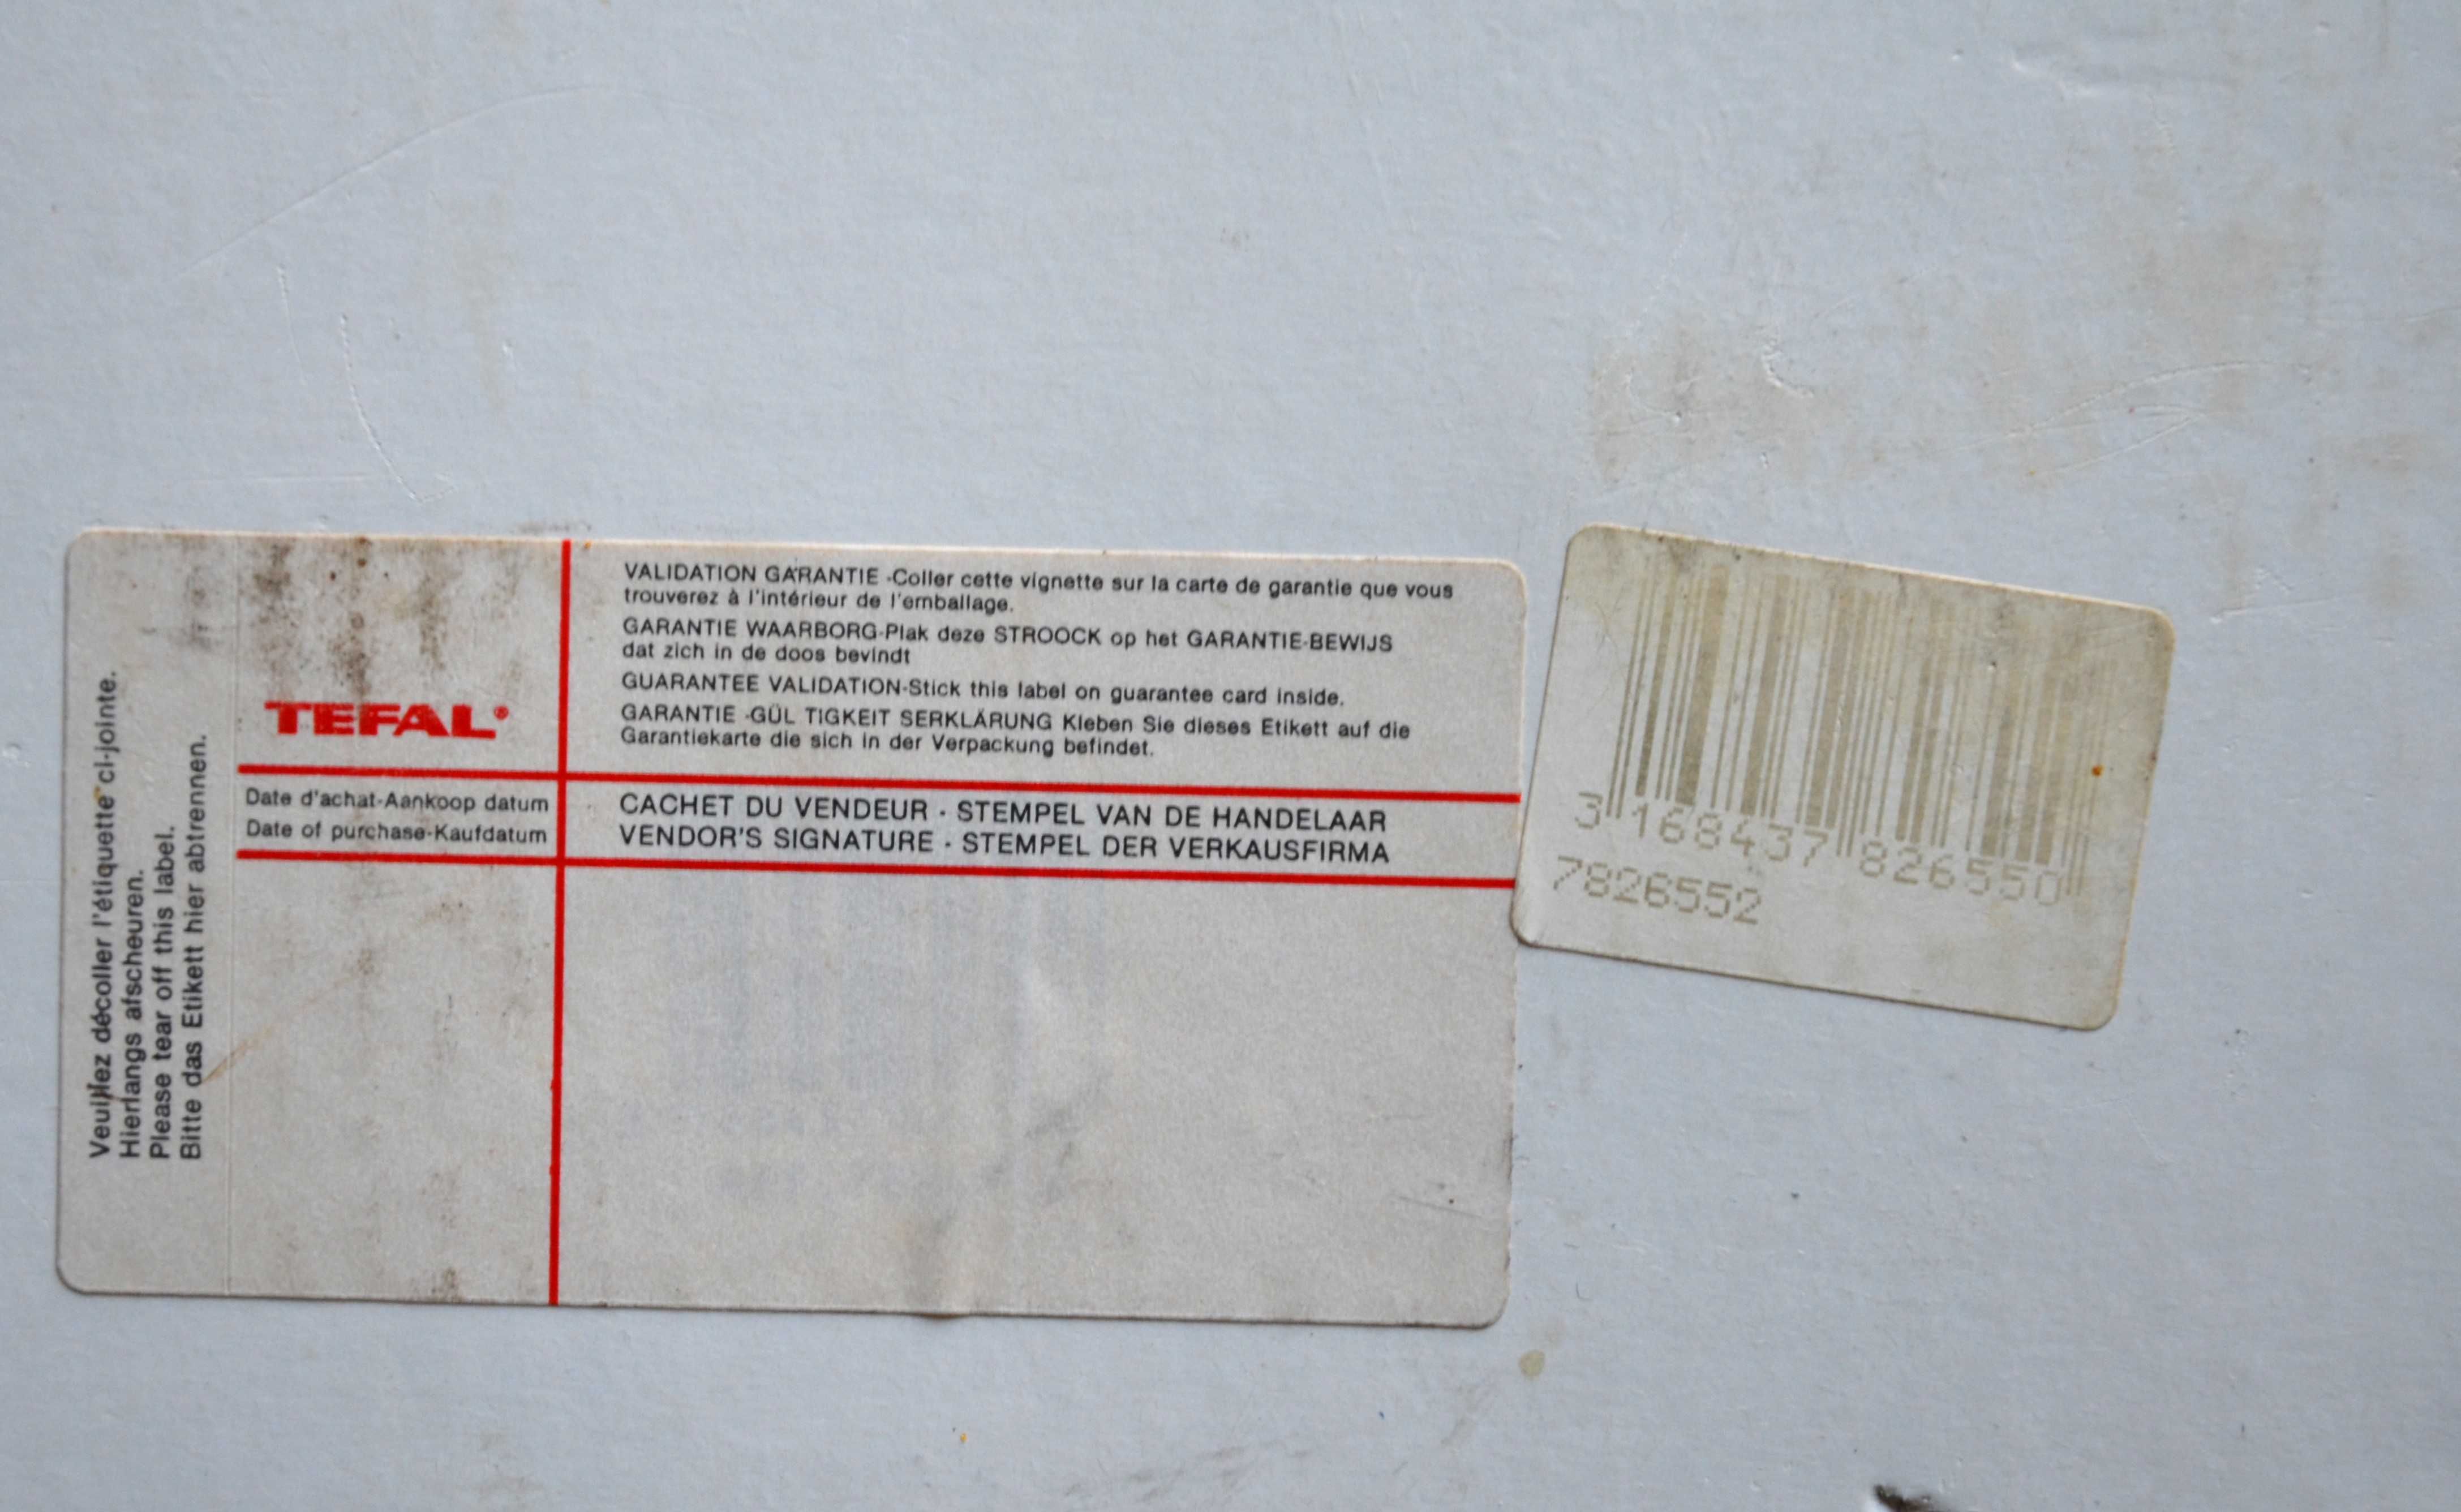 Veuillez décoller l'étiquette ci-jointe.
Hierlangs afscheuren.
Please tear off this label.
Bitte das Etikett hier abtrennen.
TEFAL®
Date d'achat-Aankoop datum
Date of purchase-Kaufdatum
VALIDATION GARANTIE -Coller cette vignette sur la carte de garantie que vous
trouverez à l'intérieur de l'emballage.
GARANTIE WAARBORG-Plak deze STROOCK op het GARANTIE-BEWIJS
dat zich in de doos bevindt
GUARANTEE VALIDATION-Stick this label on guarantee card inside.
GARANTIE -GÜL TIGKEIT SERKLÄRUNG Kleben Sie dieses Etikett auf die
Garantiekarte die sich in der Verpackung befindet.
CACHET DU VENDEUR - STEMPEL VAN DE HANDELAAR
VENDOR'S SIGNATURE - STEMPEL DER VERKAUSFIRMA
3 168437 826550
7826552